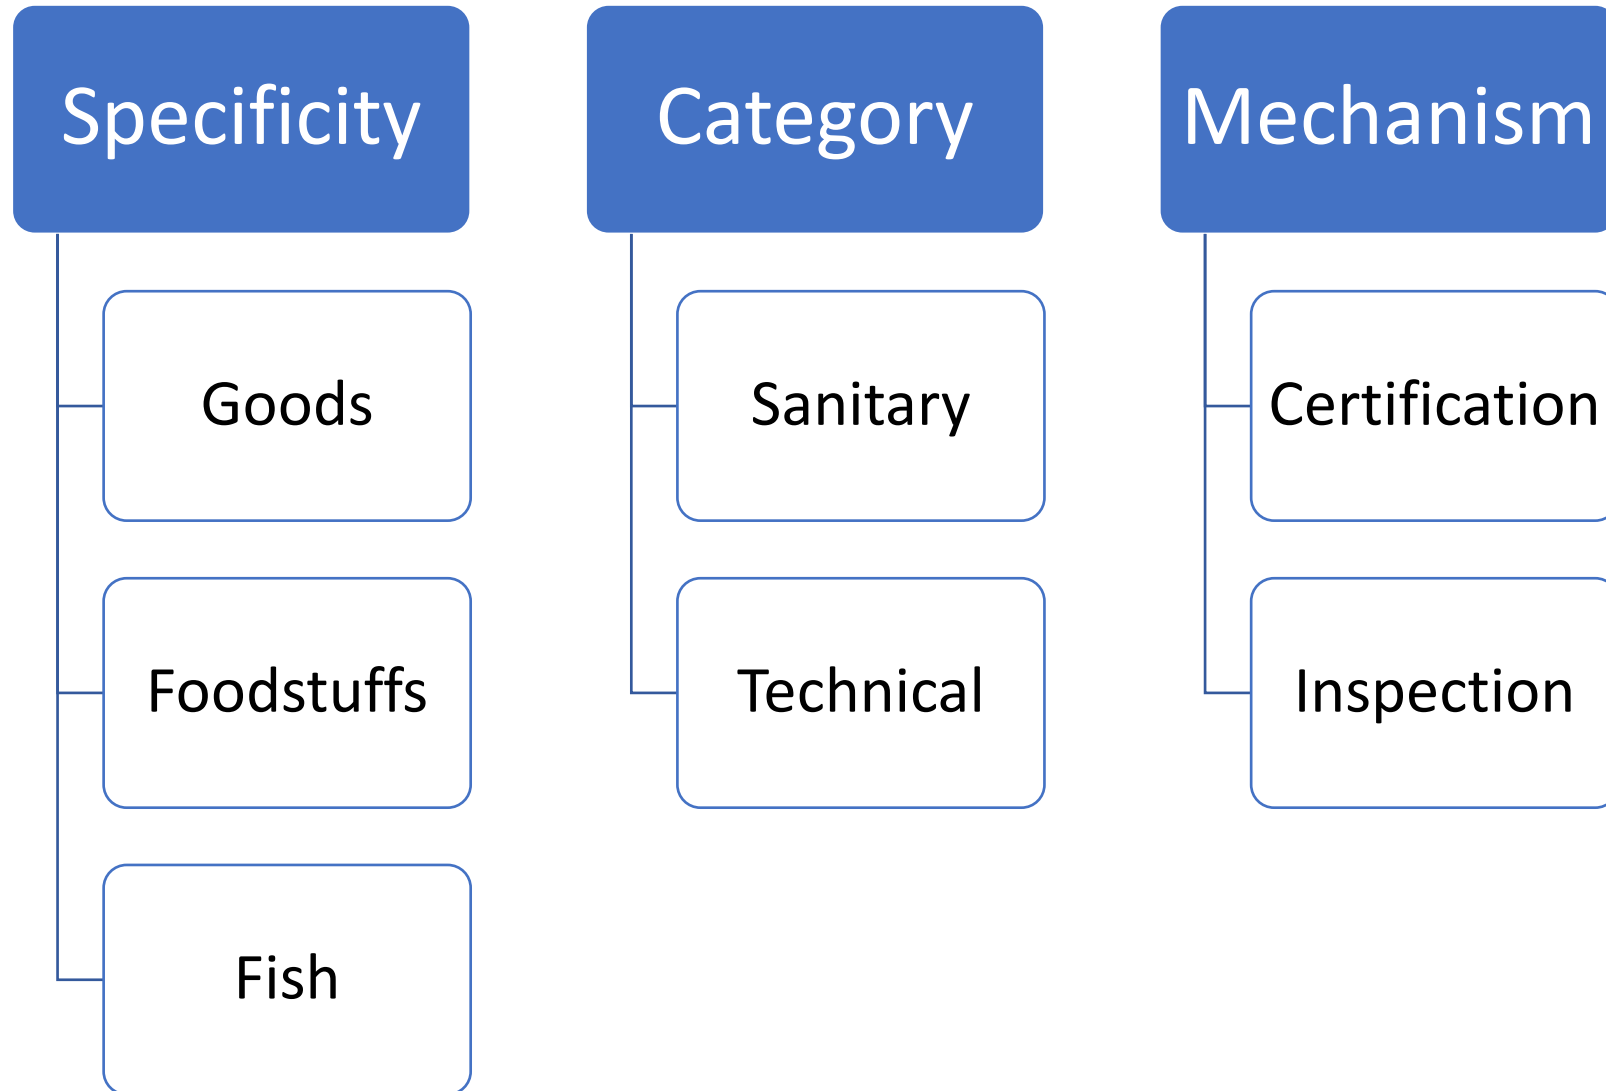 Specificity
Goods
Foodstuffs
Fish
Category
Sanitary
Technical
Mechanism
Certification
Inspection